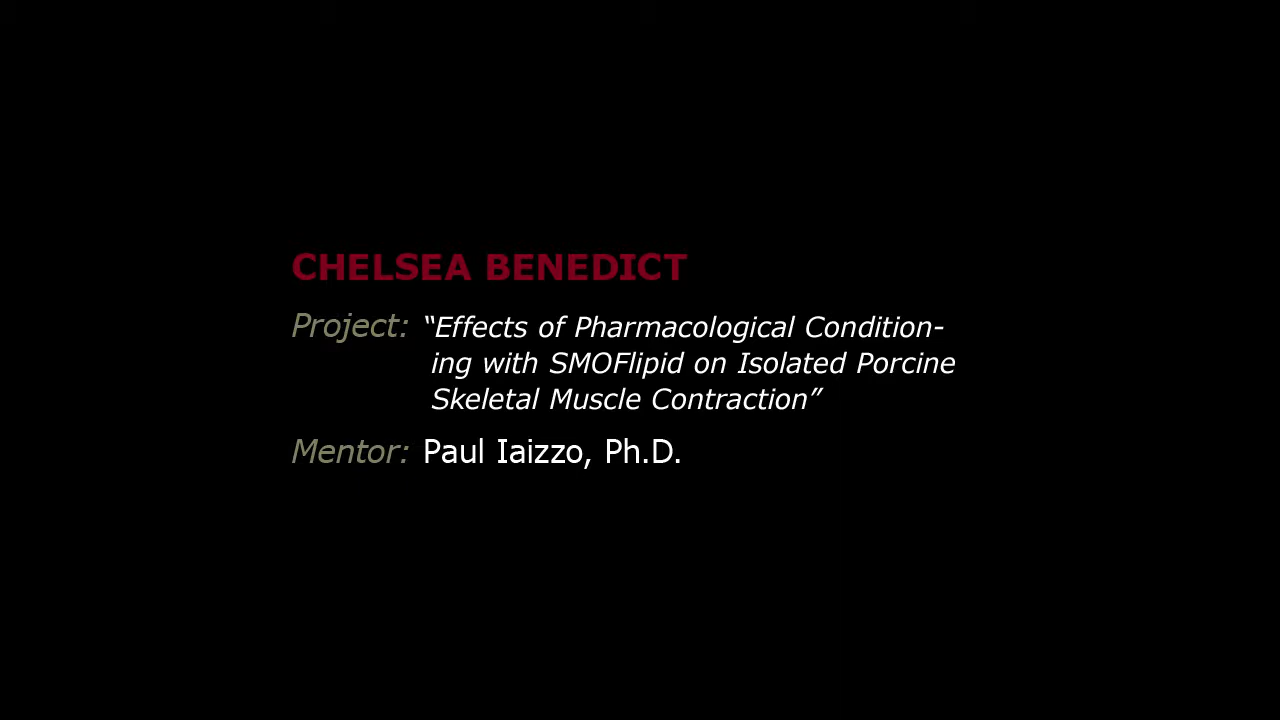 CHELSEA BENEDICT
Project: “Effects of Pharmacological Condition-
ing with SMOFlipid on Isolated Porcine
Skeletal Muscle Contraction”
Mentor: Paul Iaizzo, Ph.D.